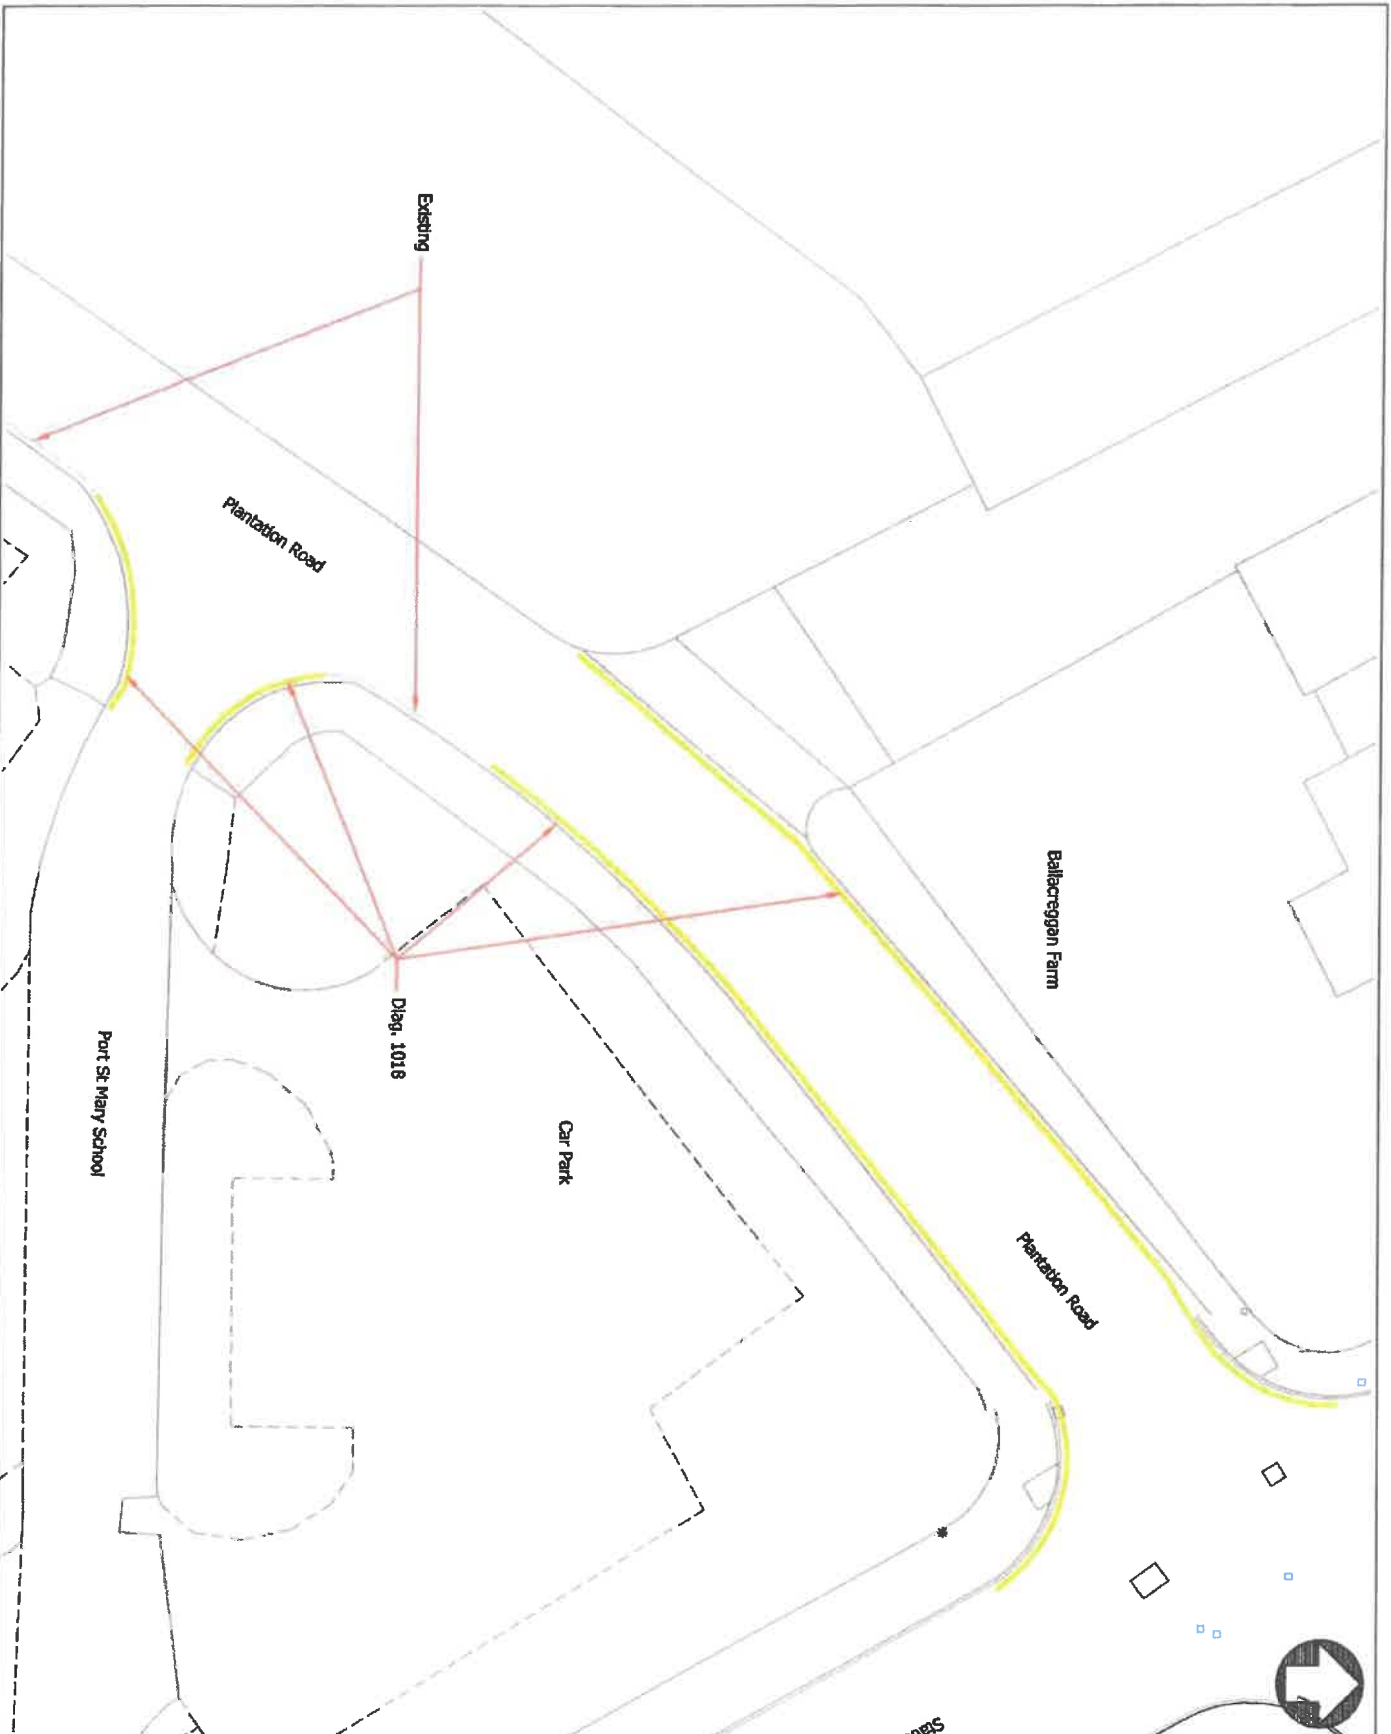 Existing
Plantation Road
Ballacreggan Farm
Diag. 1018
Port St Mary School
Car Park
Plantation Road